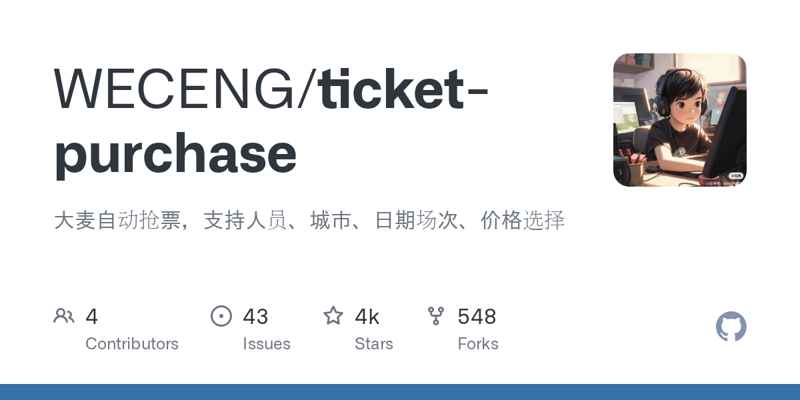 WECENG/ticket-
purchase
大麦自动抢票，支持人员、城市、日期场次、价格选择
4
Contributors
43
Issues
4k
Stars
548
Forks